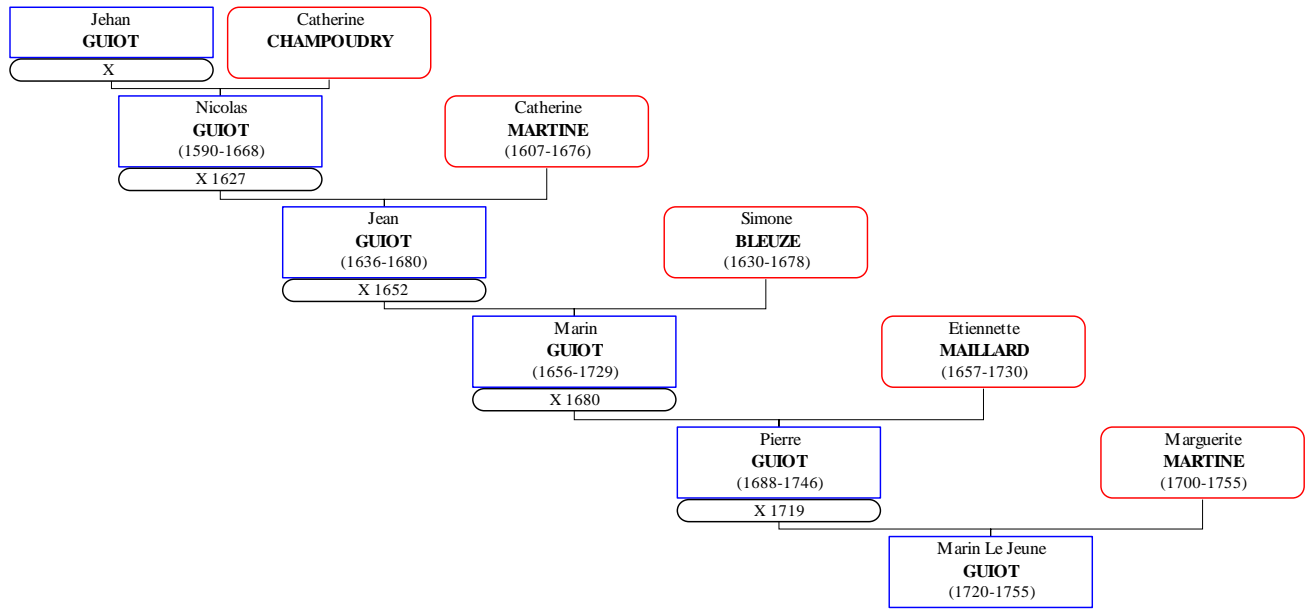 Jehan
GUIOT
X
Catherine
CHAMPOUDRY
Nicolas
GUIOT
(1590-1668)
X 1627
Catherine
MARTINE
(1607-1676)
Jean
GUIOT
(1636-1680)
X 1652
Simone
BLEUZE
(1630-1678)
Marin
GUIOT
(1656-1729)
X 1680
Etiennette
MAILLARD
(1657-1730)
Pierre
GUIOT
(1688-1746)
X 1719
Marguerite
MARTINE
(1700-1755)
Marin Le Jeune
GUIOT
(1720-1755)